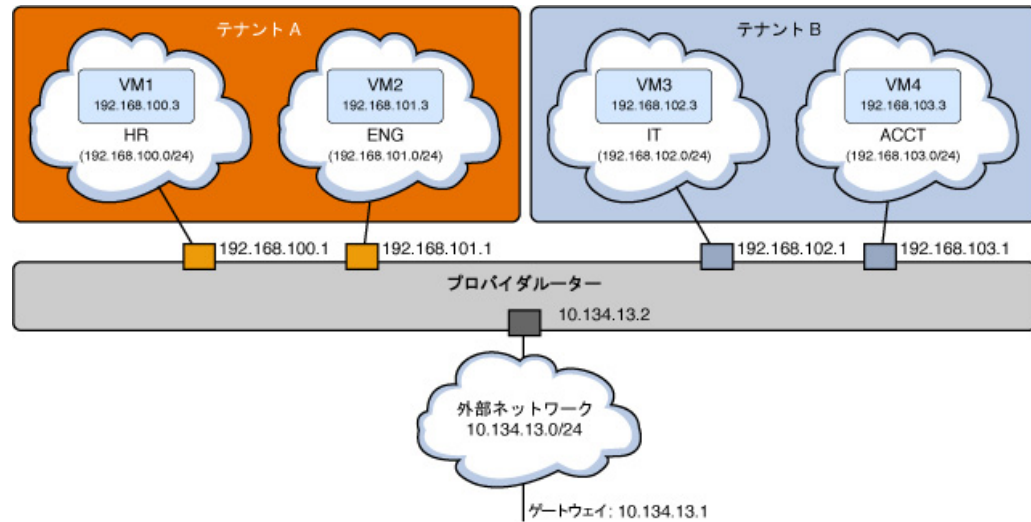 テナント A
VM1
192.168.100.3
HR
(192.168.100.0/24)
VM2
192.168.101.3
ENG
(192.168.101.0/24)
テナント B
VM3
192.168.102.3
IT
(192.168.102.0/24)
VM4
192.168.103.3
ACCT
(192.168.103.0/24)
192.168.100.1
192.168.101.1
192.168.102.1
192.168.103.1
プロバイダルーター
10.134.13.2
外部ネットワーク
10.134.13.0/24
ゲートウェイ: 10.134.13.1